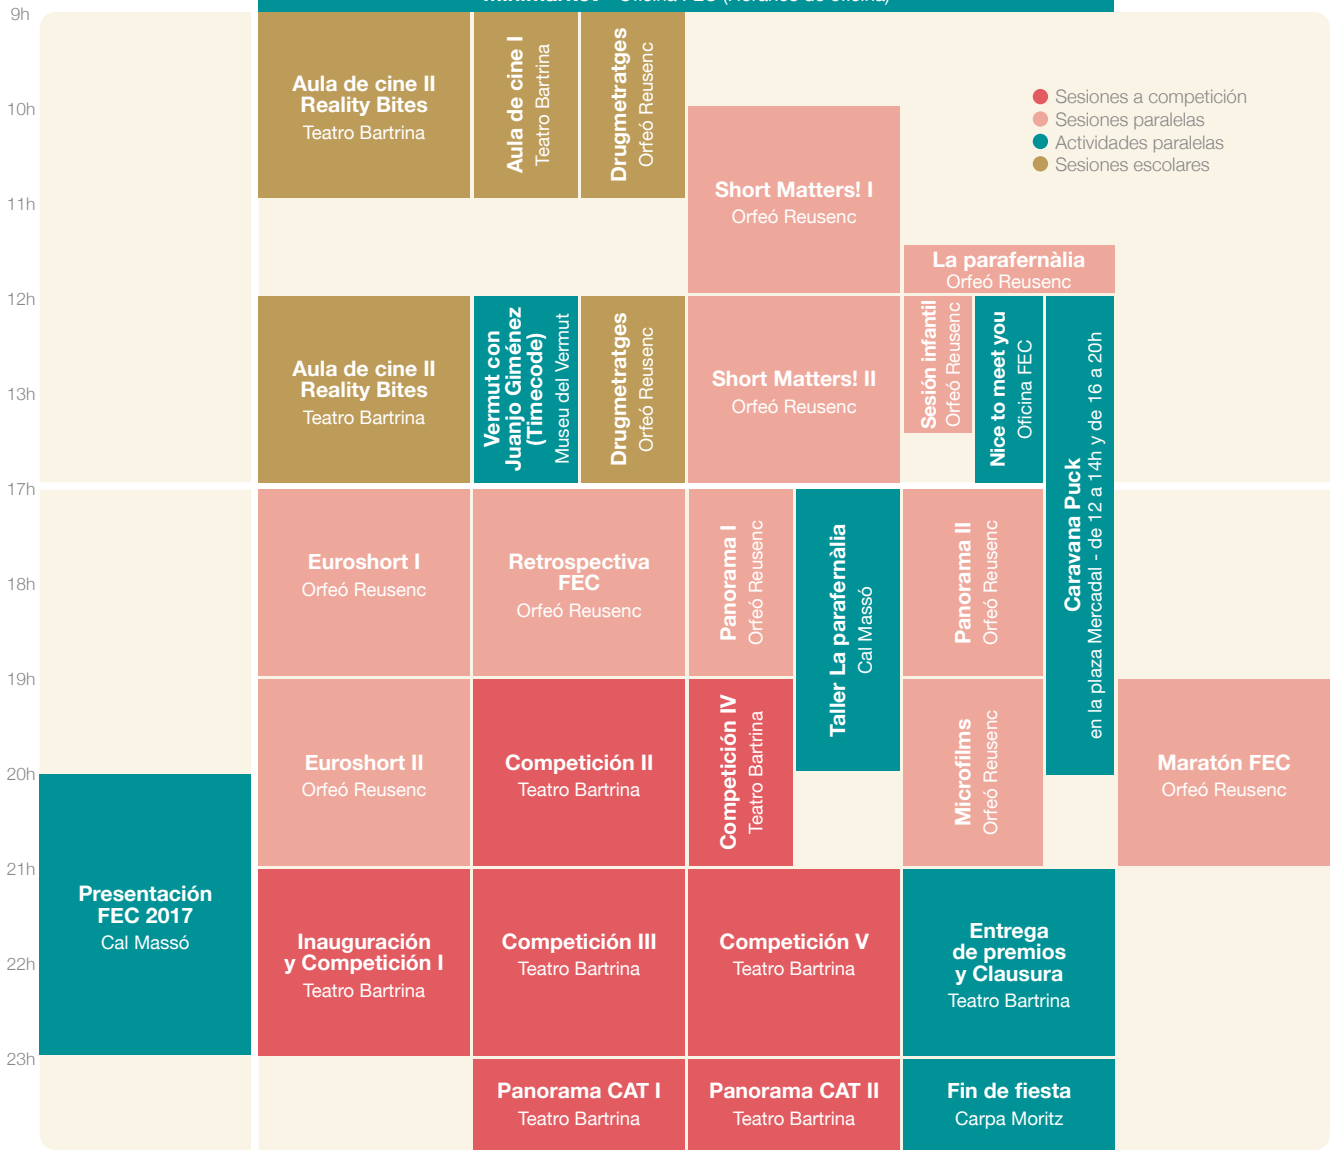 Minimarket - Oficina FEC (Horarios de oficina)
9h
10h
11h
12h
13h
17h
18h
19h
20h
21h
22h
23h
Sesiones a competición
Sesiones paralelas
Actividades paralelas
Sesiones escolares
Presentación
FEC 2017
Cal Massó
Aula de cine II
Reality Bites
Teatro Bartrina
Aula de cine II
Reality Bites
Teatro Bartrina
Euroshort I
Orfeó Reusenc
Euroshort II
Orfeó Reusenc
Inauguración
y Competición I
Teatro Bartrina
Aula de cine I
Teatro Bartrina
Drugmetratges
Orfeó Reusenc
Vermut con
Juanjo Giménez
(Timecode)
Museu del Vermut
Drugmetratges
Orfeó Reusenc
Retrospectiva
FEC
Orfeó Reusenc
Competición II
Teatro Bartrina
Competición III
Teatro Bartrina
Panorama CAT I
Teatro Bartrina
Short Matters! I
Orfeó Reusenc
Short Matters! II
Orfeó Reusenc
Panorama I
Orfeó Reusenc
Taller La parafernàlia
Cal Massó
Competición IV
Teatro Bartrina
Competición V
Teatro Bartrina
Panorama CAT II
Teatro Bartrina
La parafernàlia
Orfeó Reusenc
Sesión infantil
Orfeó Reusenc
Nice to meet you
Oficina FEC
Caravana Puck
en la plaza Mercadal - de 12 a 14h y de 16 a 20h
Panorama II
Orfeó Reusenc
Microfilms
Orfeó Reusenc
Entrega
de premios
y Clausura
Teatro Bartrina
Fin de fiesta
Carpa Moritz
Maratón FEC
Orfeó Reusenc